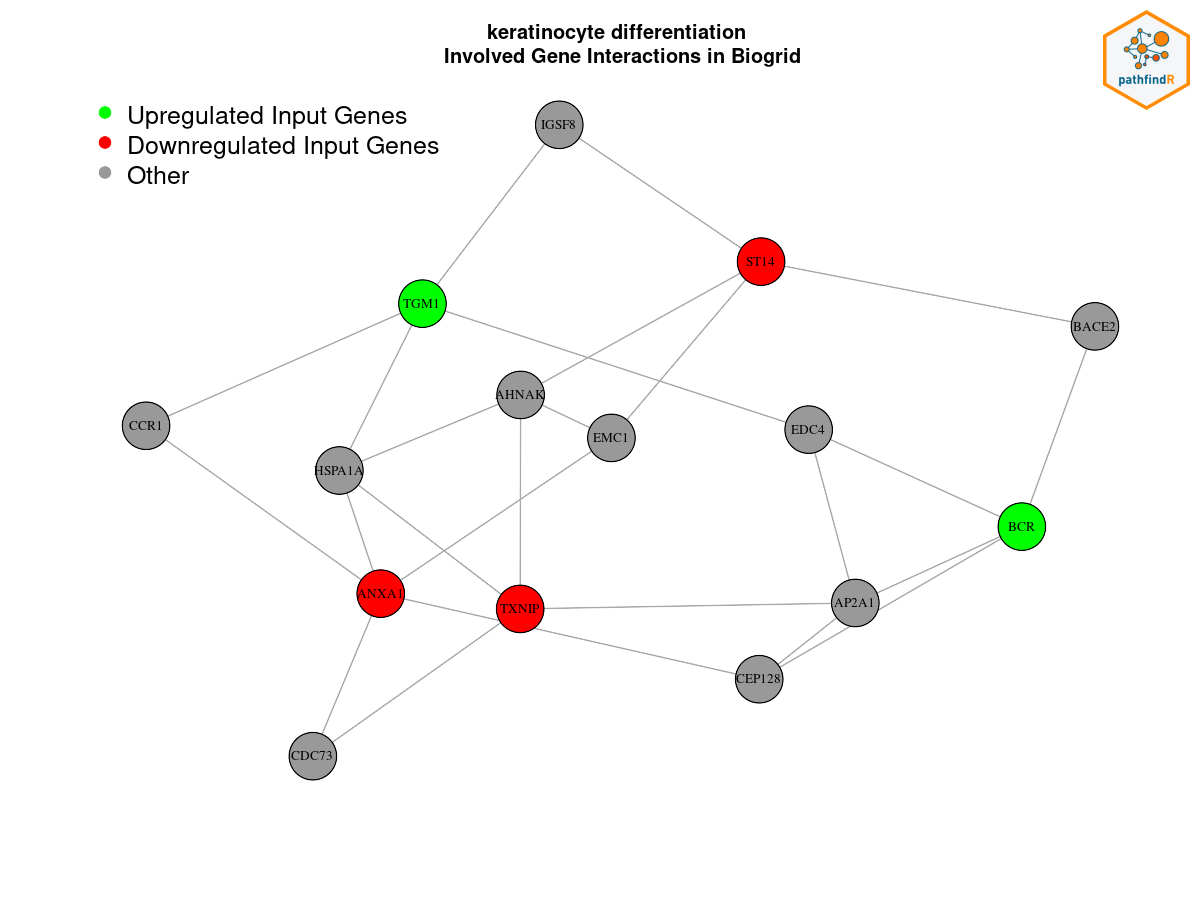 keratinocyte differentiation
Involved Gene Interactions in Biogrid
pathfindR
Upregulated Input Genes
Downregulated Input Genes
Other
IGSF8
ST14
TGM1
BACE2
AHNAK
CCR1
EDC4
EMC1
HSPA1A
BCR
ANXA1
AP2A1
TXNIP
CEP128
CDC73